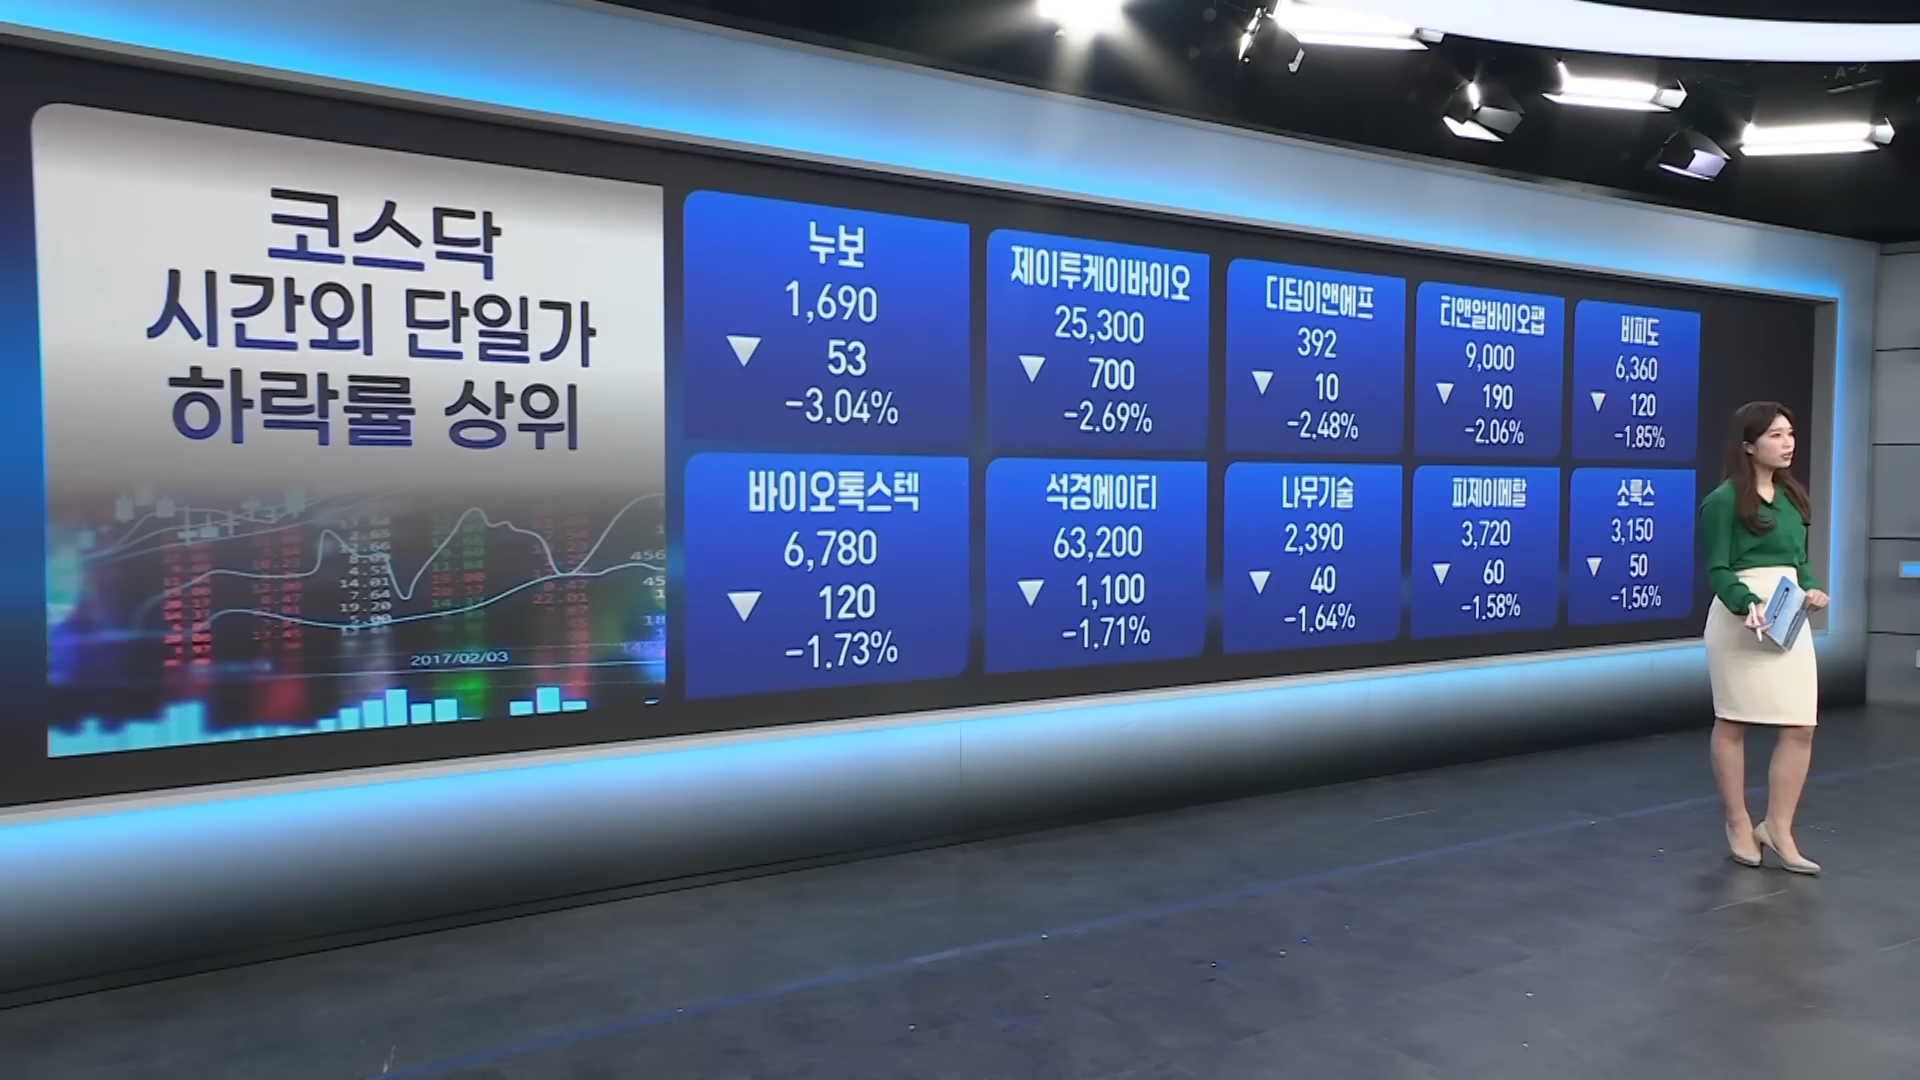 코스닥
시간외 단일가
하락률 상위
2017/02/03
누보
1,690
▼ 53
-3.04%
제이투케이바이오
25,300
▼ 700
-2.69%
디딤이앤에프
392
▼ 10
-2.48%
티앤알바이오팹
9,000
▼ 190
-2.06%
비피도
6,360
▼ 120
-1.85%
바이오톡스텍
6,780
▼ 120
-1.73%
석경에이티
63,200
▼ 1,100
-1.71%
나무기술
2,390
▼ 40
-1.64%
피제이메탈
3,720
▼ 60
-1.58%
소룩스
3,150
▼ 50
-1.56%
A-2